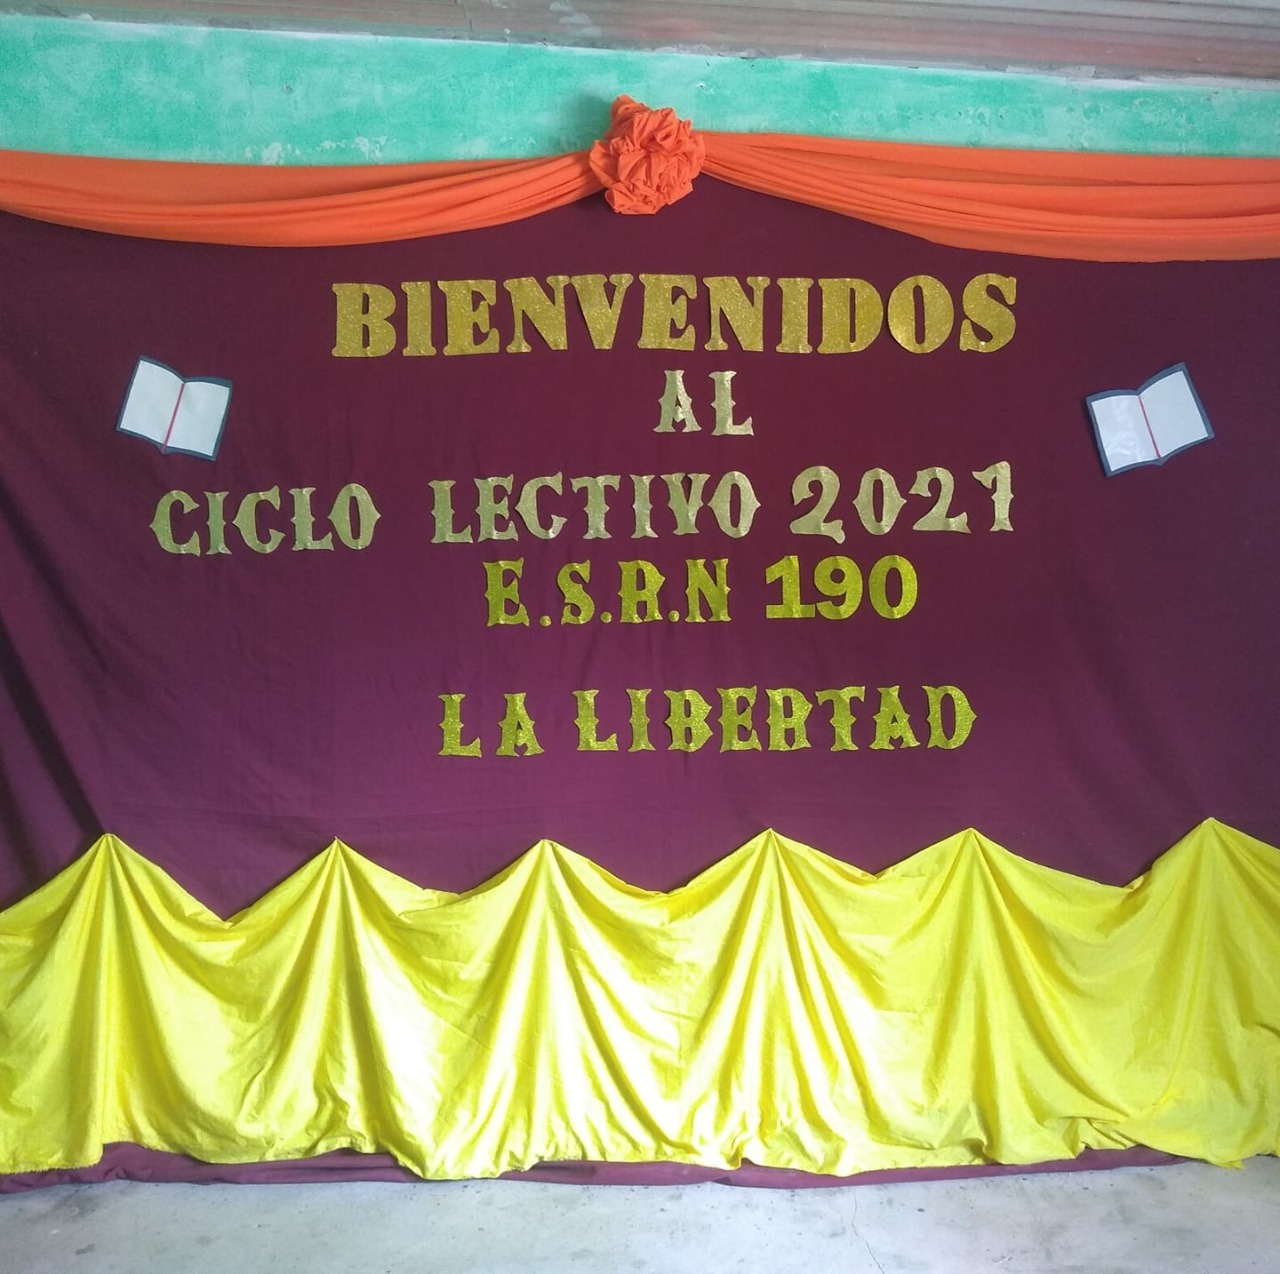 BIENVENIDOS
AL
CICLO LECTIVO 2021
E.S.R.N 190
LA LIBERTAD